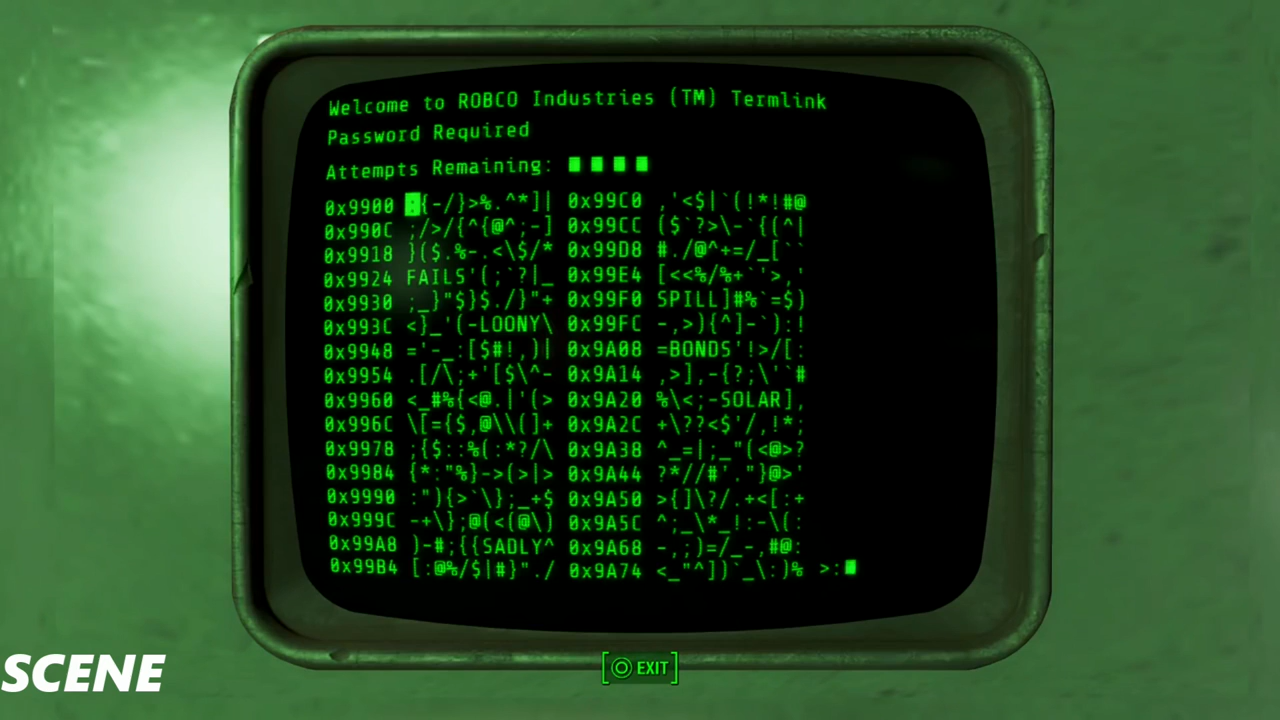 Welcome to ROBCO Industries (TM) Termlink
Password Required
Attempts Remaining: ■ ■ ■ ■
0x9900 :{-/}>%.^*]| 0x99C0 ,'<$|`(!*!#@
0x990C ;/>/{^{@^;-] 0x99CC ($`?>\-`{(^|
0x9918 }($.%-.<\$/* 0x99D8 #./@^+=/_[``
0x9924 FAILS'(;`?|_ 0x99E4 [<<%/%+`'>,'
0x9930 ;_}"$}$./}"+ 0x99F0 SPILL]#%`=$)
0x993C <}_'(-LOONY\ 0x99FC -,>){^]-`):!
0x9948 ='-_:[$#!,)| 0x9A08 =BONDS'!>/[:
0x9954 .[/\;+'[$\^- 0x9A14 ,>],-{?;\'`#
0x9960 <_#%{<@.|'(> 0x9A20 %\<;-SOLAR],
0x996C \[={$,@\\(]+ 0x9A2C +\??<$'/,!*;
0x9978 ;{$::%(:*?/\ 0x9A38 ^_=|;_"(<@>?
0x9984 {*:"%}->(>|> 0x9A44 ?*//#'."}@>'
0x9990 :"){>`\};_+$ 0x9A50 >{]\?/.+<[:+
0x999C -+\};@(<(@\) 0x9A5C ^;_\*_!:-\(:
0x99A8 )-#;{{SADLY^ 0x9A68 -,;)=/_-,#@:
0x99B4 [:@%/$|#}"./ 0x9A74 <_"^])`_\:)% >:■
SCENE
[◎ EXIT]